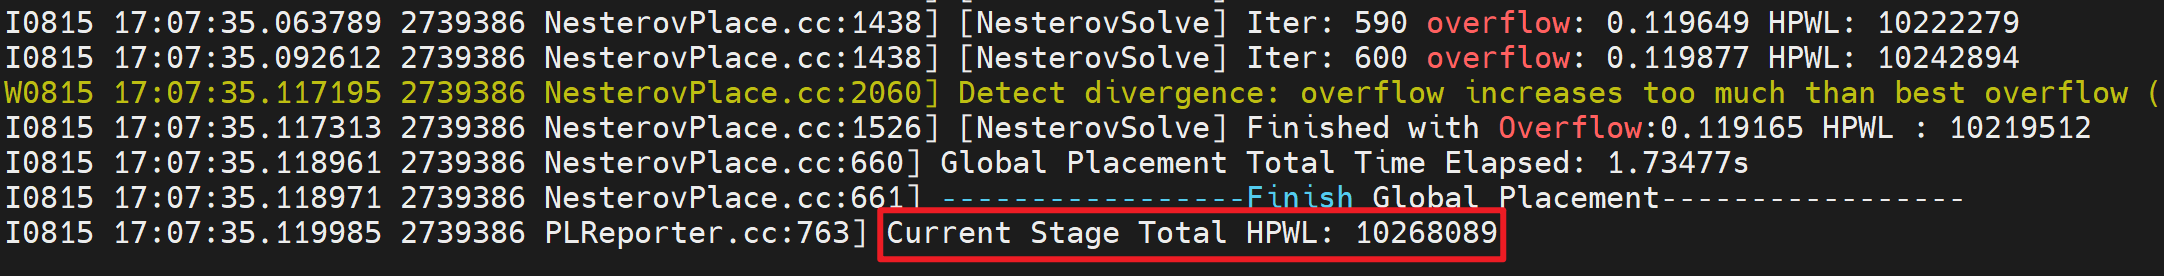 I0815 17:07:35.063789 2739386 NesterovPlace.cc:1438] [NesterovSolve] Iter: 590 overflow: 0.119649 HPWL: 10222279
I0815 17:07:35.092612 2739386 NesterovPlace.cc:1438] [NesterovSolve] Iter: 600 overflow: 0.119877 HPWL: 10242894
W0815 17:07:35.117195 2739386 NesterovPlace.cc:2060] Detect divergence: overflow increases too much than best overflow (
I0815 17:07:35.117313 2739386 NesterovPlace.cc:1526] [NesterovSolve] Finished with Overflow:0.119165 HPWL : 10219512
I0815 17:07:35.118961 2739386 NesterovPlace.cc:660] Global Placement Total Time Elapsed: 1.73477s
I0815 17:07:35.118971 2739386 NesterovPlace.cc:661] -----------------Finish Global Placement-----------------
I0815 17:07:35.119985 2739386 PLReporter.cc:763] Current Stage Total HPWL: 10268089